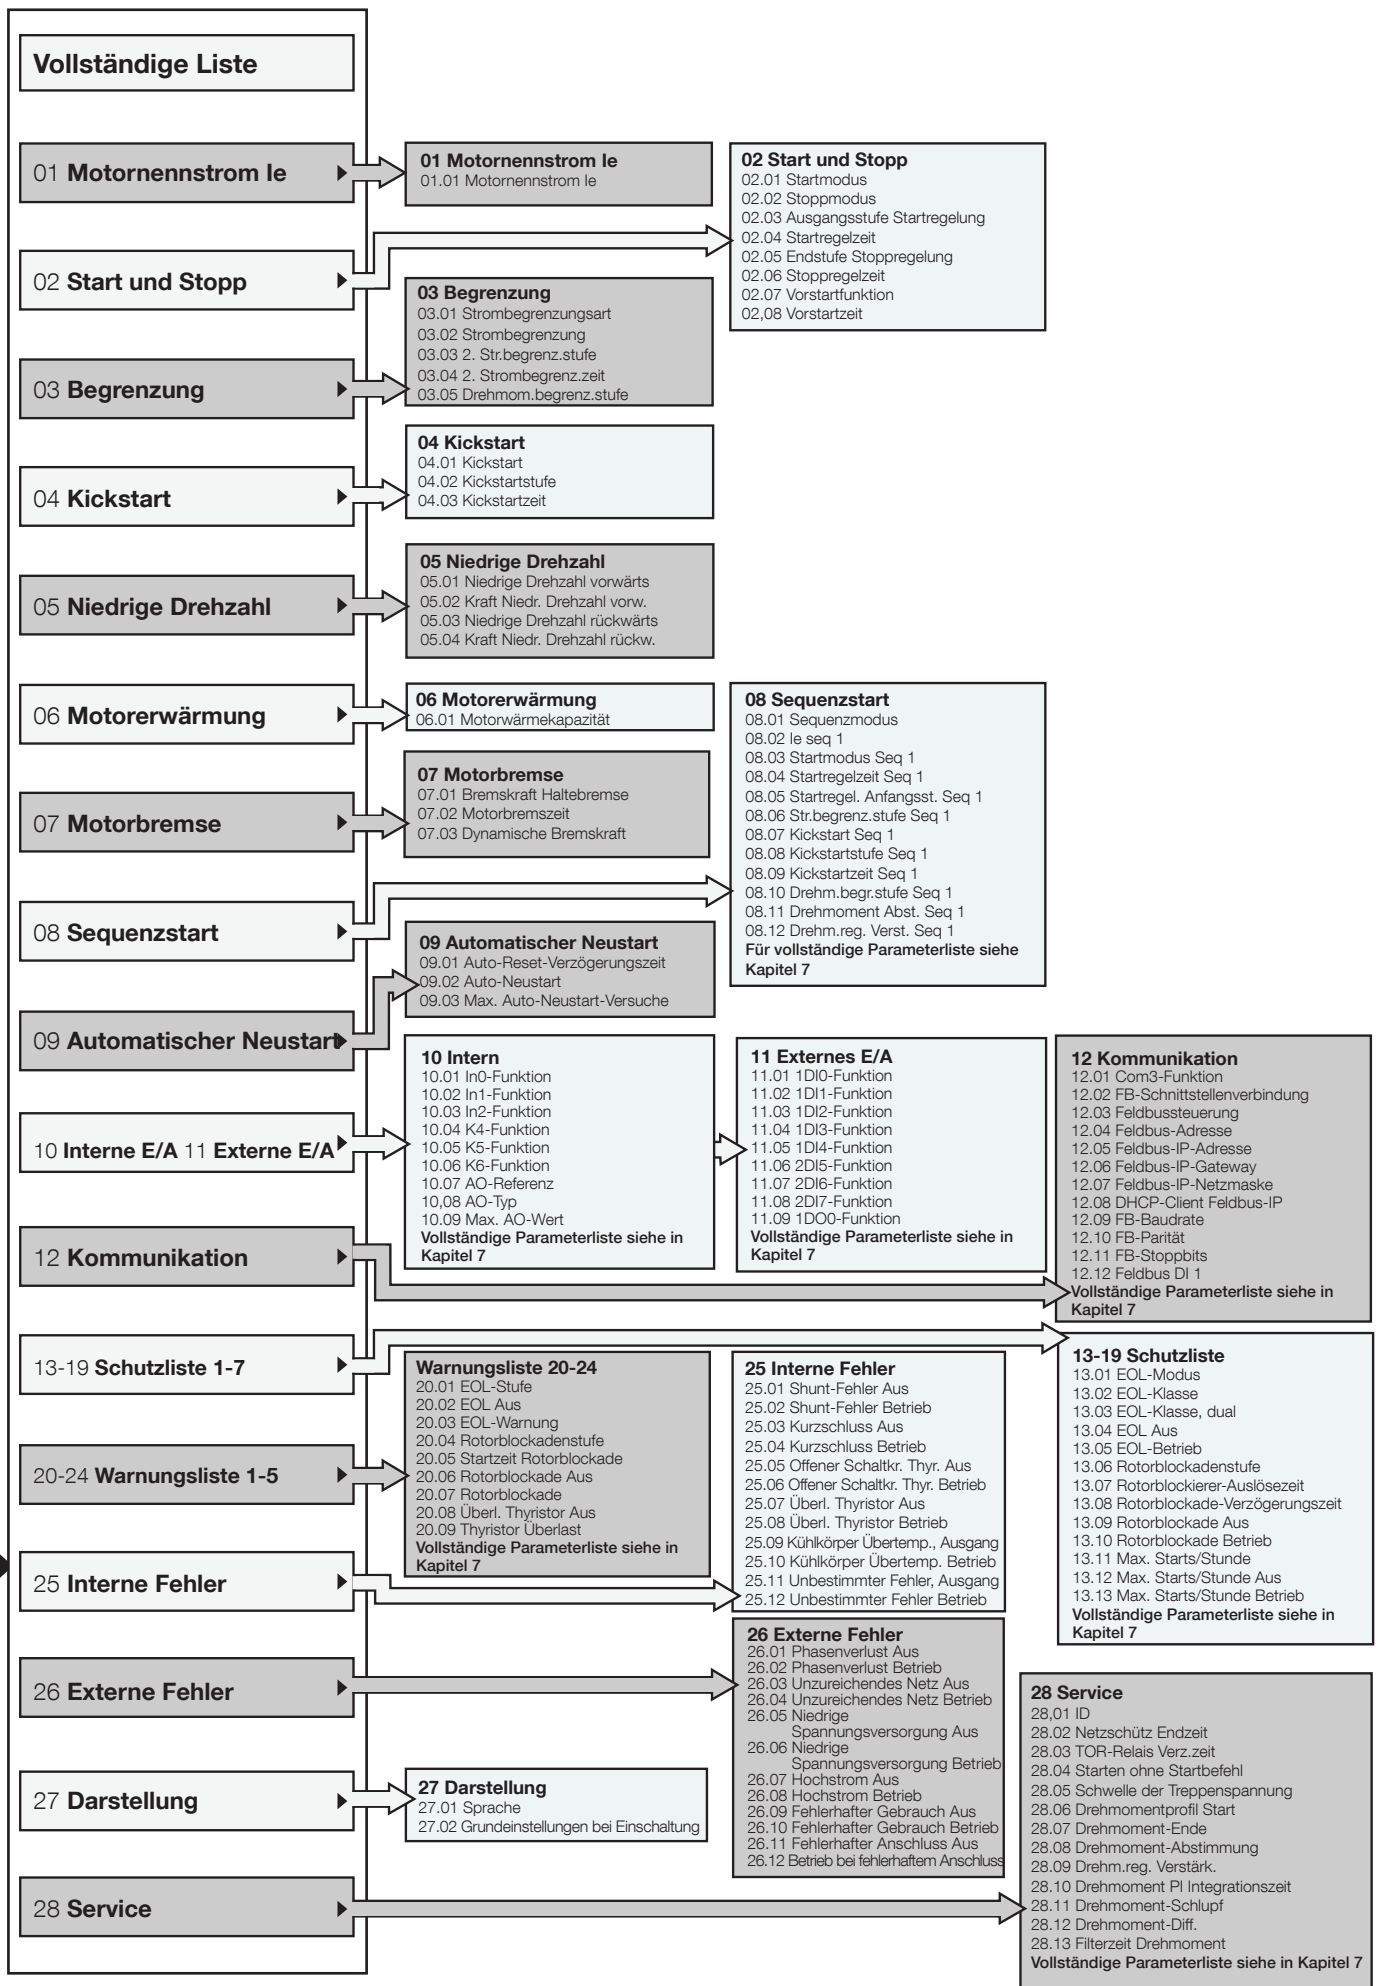 Vollständige Liste
01 Motornennstrom Ie
01 Motornennstrom Ie
01.01 Motornennstrom Ie
02 Start und Stopp
02 Start und Stopp
02.01 Startmodus
02.02 Stoppmodus
02.03 Ausgangsstufe Startregelung
02.04 Startregelzeit
02.05 Endstufe Stoppregelung
02.06 Stoppregelzeit
02.07 Vorstartfunktion
02,08 Vorstartzeit
03 Begrenzung
03 Begrenzung
03.01 Strombegrenzungsart
03.02 Strombegrenzung
03.03 2. Str.begrenz.stufe
03.04 2. Strombegrenz.zeit
03.05 Drehmom.begrenz.stufe
04 Kickstart
04 Kickstart
04.01 Kickstart
04.02 Kickstartstufe
04.03 Kickstartzeit
05 Niedrige Drehzahl
05 Niedrige Drehzahl
05.01 Niedrige Drehzahl vorwärts
05.02 Kraft Niedr. Drehzahl vorw.
05.03 Niedrige Drehzahl rückwärts
05.04 Kraft Niedr. Drehzahl rückw.
06 Motorerwärmung
06 Motorerwärmung
06.01 Motorwärmekapazität
07 Motorbremse
07 Motorbremse
07.01 Bremskraft Haltebremse
07.02 Motorbremszeit
07.03 Dynamische Bremskraft
08 Sequenzstart
08 Sequenzstart
08.01 Sequenzmodus
08.02 Ie seq 1
08.03 Startmodus Seq 1
08.04 Startregelzeit Seq 1
08.05 Startregel. Anfangsst. Seq 1
08.06 Str.begrenz.stufe Seq 1
08.07 Kickstart Seq 1
08.08 Kickstartstufe Seq 1
08.09 Kickstartzeit Seq 1
08.10 Drehm.begr.stufe Seq 1
08.11 Drehmoment Abst. Seq 1
08.12 Drehm.reg. Verst. Seq 1
Für vollständige Parameterliste siehe
Kapitel 7
09 Automatischer Neustart
09 Automatischer Neustart
09.01 Auto-Reset-Verzögerungszeit
09.02 Auto-Neustart
09.03 Max. Auto-Neustart-Versuche
10 Interne E/A 11 Externe E/A
10 Intern
10.01 In0-Funktion
10.02 In1-Funktion
10.03 In2-Funktion
10.04 K4-Funktion
10.05 K5-Funktion
10.06 K6-Funktion
10.07 AO-Referenz
10,08 AO-Typ
10.09 Max. AO-Wert
Vollständige Parameterliste siehe in
Kapitel 7
11 Externes E/A
11.01 1DI0-Funktion
11.02 1DI1-Funktion
11.03 1DI2-Funktion
11.04 1DI3-Funktion
11.05 1DI4-Funktion
11.06 2DI5-Funktion
11.07 2DI6-Funktion
11.08 2DI7-Funktion
11.09 1DO0-Funktion
Vollständige Parameterliste siehe in
Kapitel 7
12 Kommunikation
12 Kommunikation
12.01 Com3-Funktion
12.02 FB-Schnittstellenverbindung
12.03 Feldbussteuerung
12.04 Feldbus-Adresse
12.05 Feldbus-IP-Adresse
12.06 Feldbus-IP-Gateway
12.07 Feldbus-IP-Netzmaske
12.08 DHCP-Client Feldbus-IP
12.09 FB-Baudrate
12.10 FB-Parität
12.11 FB-Stoppbits
12.12 Feldbus DI 1
Vollständige Parameterliste siehe in
Kapitel 7
13-19 Schutzliste 1-7
13-19 Schutzliste
13.01 EOL-Modus
13.02 EOL-Klasse
13.03 EOL-Klasse, dual
13.04 EOL Aus
13.05 EOL-Betrieb
13.06 Rotorblockadenstufe
13.07 Rotorblockierer-Auslösezeit
13.08 Rotorblockade-Verzögerungszeit
13.09 Rotorblockade Aus
13.10 Rotorblockade Betrieb
13.11 Max. Starts/Stunde
13.12 Max. Starts/Stunde Aus
13.13 Max. Starts/Stunde Betrieb
Vollständige Parameterliste siehe in
Kapitel 7
20-24 Warnungsliste 1-5
Warnungsliste 20-24
20.01 EOL-Stufe
20.02 EOL Aus
20.03 EOL-Warnung
20.04 Rotorblockadenstufe
20.05 Startzeit Rotorblockade
20.06 Rotorblockade Aus
20.07 Rotorblockade
20.08 Überl. Thyristor Aus
20.09 Thyristor Überlast
Vollständige Parameterliste siehe in
Kapitel 7
25 Interne Fehler
25 Interne Fehler
25.01 Shunt-Fehler Aus
25.02 Shunt-Fehler Betrieb
25.03 Kurzschluss Aus
25.04 Kurzschluss Betrieb
25.05 Offener Schaltkr. Thyr. Aus
25.06 Offener Schaltkr. Thyr. Betrieb
25.07 Überl. Thyristor Aus
25.08 Überl. Thyristor Betrieb
25.09 Kühlkörper Übertemp., Ausgang
25.10 Kühlkörper Übertemp. Betrieb
25.11 Unbestimmter Fehler, Ausgang
25.12 Unbestimmter Fehler Betrieb
26 Externe Fehler
26 Externe Fehler
26.01 Phasenverlust Aus
26.02 Phasenverlust Betrieb
26.03 Unzureichendes Netz Aus
26.04 Unzureichendes Netz Betrieb
26.05 Niedrige
Spannungsversorgung Aus
26.06 Niedrige
Spannungsversorgung Betrieb
26.07 Hochstrom Aus
26.08 Hochstrom Betrieb
26.09 Fehlerhafter Gebrauch Aus
26.10 Fehlerhafter Gebrauch Betrieb
26.11 Fehlerhafter Anschluss Aus
26.12 Betrieb bei fehlerhaftem Anschluss
27 Darstellung
27 Darstellung
27.01 Sprache
27.02 Grundeinstellungen bei Einschaltung
28 Service
28 Service
28,01 ID
28.02 Netzschütz Endzeit
28.03 TOR-Relais Verz.zeit
28.04 Starten ohne Startbefehl
28.05 Schwelle der Treppenspannung
28.06 Drehmomentprofil Start
28.07 Drehmoment-Ende
28.08 Drehmoment-Abstimmung
28.09 Drehm.reg. Verstärk.
28.10 Drehmoment PI Integrationszeit
28.11 Drehmoment-Schlupf
28.12 Drehmoment-Diff.
28.13 Filterzeit Drehmoment
Vollständige Parameterliste siehe in Kapitel 7